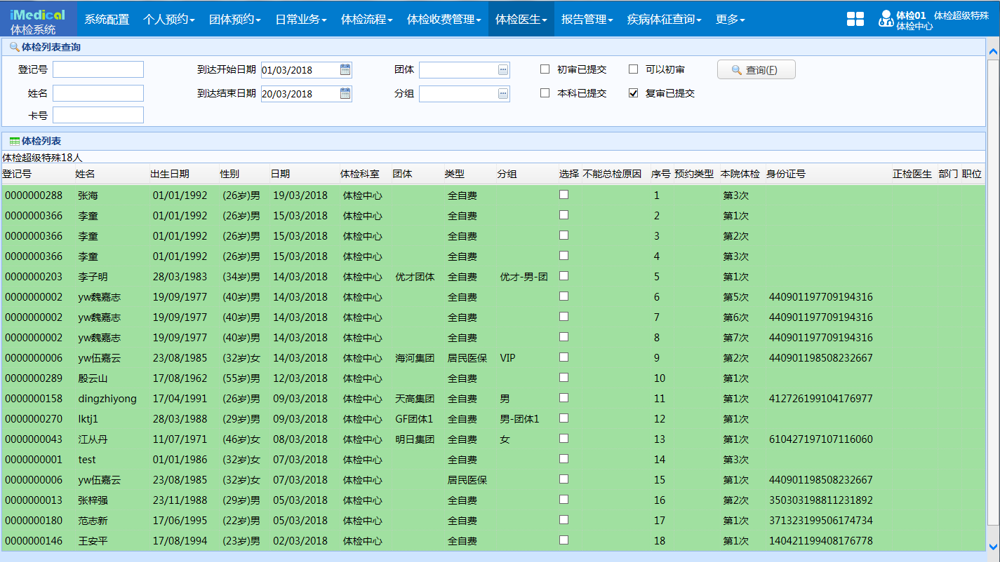 iMedical
体检系统
系统配置 个人预约 团体预约 日常业务 体检流程 体检收费管理 体检医生 报告管理 疾病体征查询 更多
体检01 体检超级特殊
体检中心
体检列表查询
登记号 到达开始日期 01/03/2018 团体 初审已提交 可以初审 查询(F)
姓名 到达结束日期 20/03/2018 分组 本科已提交 复审已提交
卡号
体检列表
体检超级特殊18人
登记号 姓名 出生日期 性别 日期 体检科室 团体 类型 分组 选择 不能总检原因 序号 预约类型 本院体检 身份证号 正检医生 部门 职位
0000000288 张海 01/01/1992 (26岁)男 19/03/2018 体检中心 全自费 1 第3次
0000000366 李童 01/01/1992 (26岁)男 15/03/2018 体检中心 全自费 2 第1次
0000000366 李童 01/01/1992 (26岁)男 15/03/2018 体检中心 全自费 3 第2次
0000000366 李童 01/01/1992 (26岁)男 15/03/2018 体检中心 全自费 4 第3次
0000000203 李子明 28/03/1983 (34岁)男 14/03/2018 体检中心 优才团体 全自费 优才-男-团 5 第1次
0000000002 yw魏嘉志 19/09/1977 (40岁)男 14/03/2018 体检中心 全自费 6 第5次 440901197709194316
0000000002 yw魏嘉志 19/09/1977 (40岁)男 14/03/2018 体检中心 全自费 7 第6次 440901197709194316
0000000002 yw魏嘉志 19/09/1977 (40岁)男 14/03/2018 体检中心 全自费 8 第7次 440901197709194316
0000000006 yw伍嘉云 23/08/1985 (32岁)女 14/03/2018 体检中心 海河集团 居民医保 VIP 9 第2次 440901198508232667
0000000289 殷云山 17/08/1962 (55岁)男 12/03/2018 体检中心 全自费 10 第1次
0000000158 dingzhiyong 17/04/1991 (26岁)男 09/03/2018 体检中心 天高集团 全自费 男 11 第1次 412726199104176977
0000000270 lktj1 28/03/1988 (29岁)男 09/03/2018 体检中心 GF团体1 全自费 男-团体1 12 第1次
0000000043 江从丹 11/07/1971 (46岁)女 08/03/2018 体检中心 明日集团 全自费 女 13 第1次 610427197107116060
0000000001 test 01/01/1986 (32岁)女 07/03/2018 体检中心 全自费 14 第3次
0000000006 yw伍嘉云 23/08/1985 (32岁)女 07/03/2018 体检中心 居民医保 15 第1次 440901198508232667
0000000013 张梓强 23/11/1988 (29岁)男 05/03/2018 体检中心 全自费 16 第2次 350303198811231892
0000000180 范志新 17/06/1995 (22岁)男 05/03/2018 体检中心 全自费 17 第1次 371323199506174734
0000000146 王安平 17/08/1994 (23岁)男 02/03/2018 体检中心 全自费 18 第1次 140421199408176778